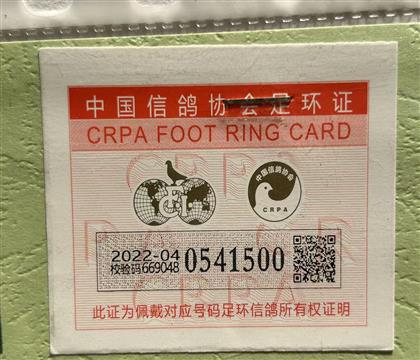 中国信鸽协会足环证
CRPA FOOT RING CARD
FCI
中国信鸽协会
CRPA
2022-04
校验码669048
0541500
此证为佩戴对应号码足环信鸽所有权证明